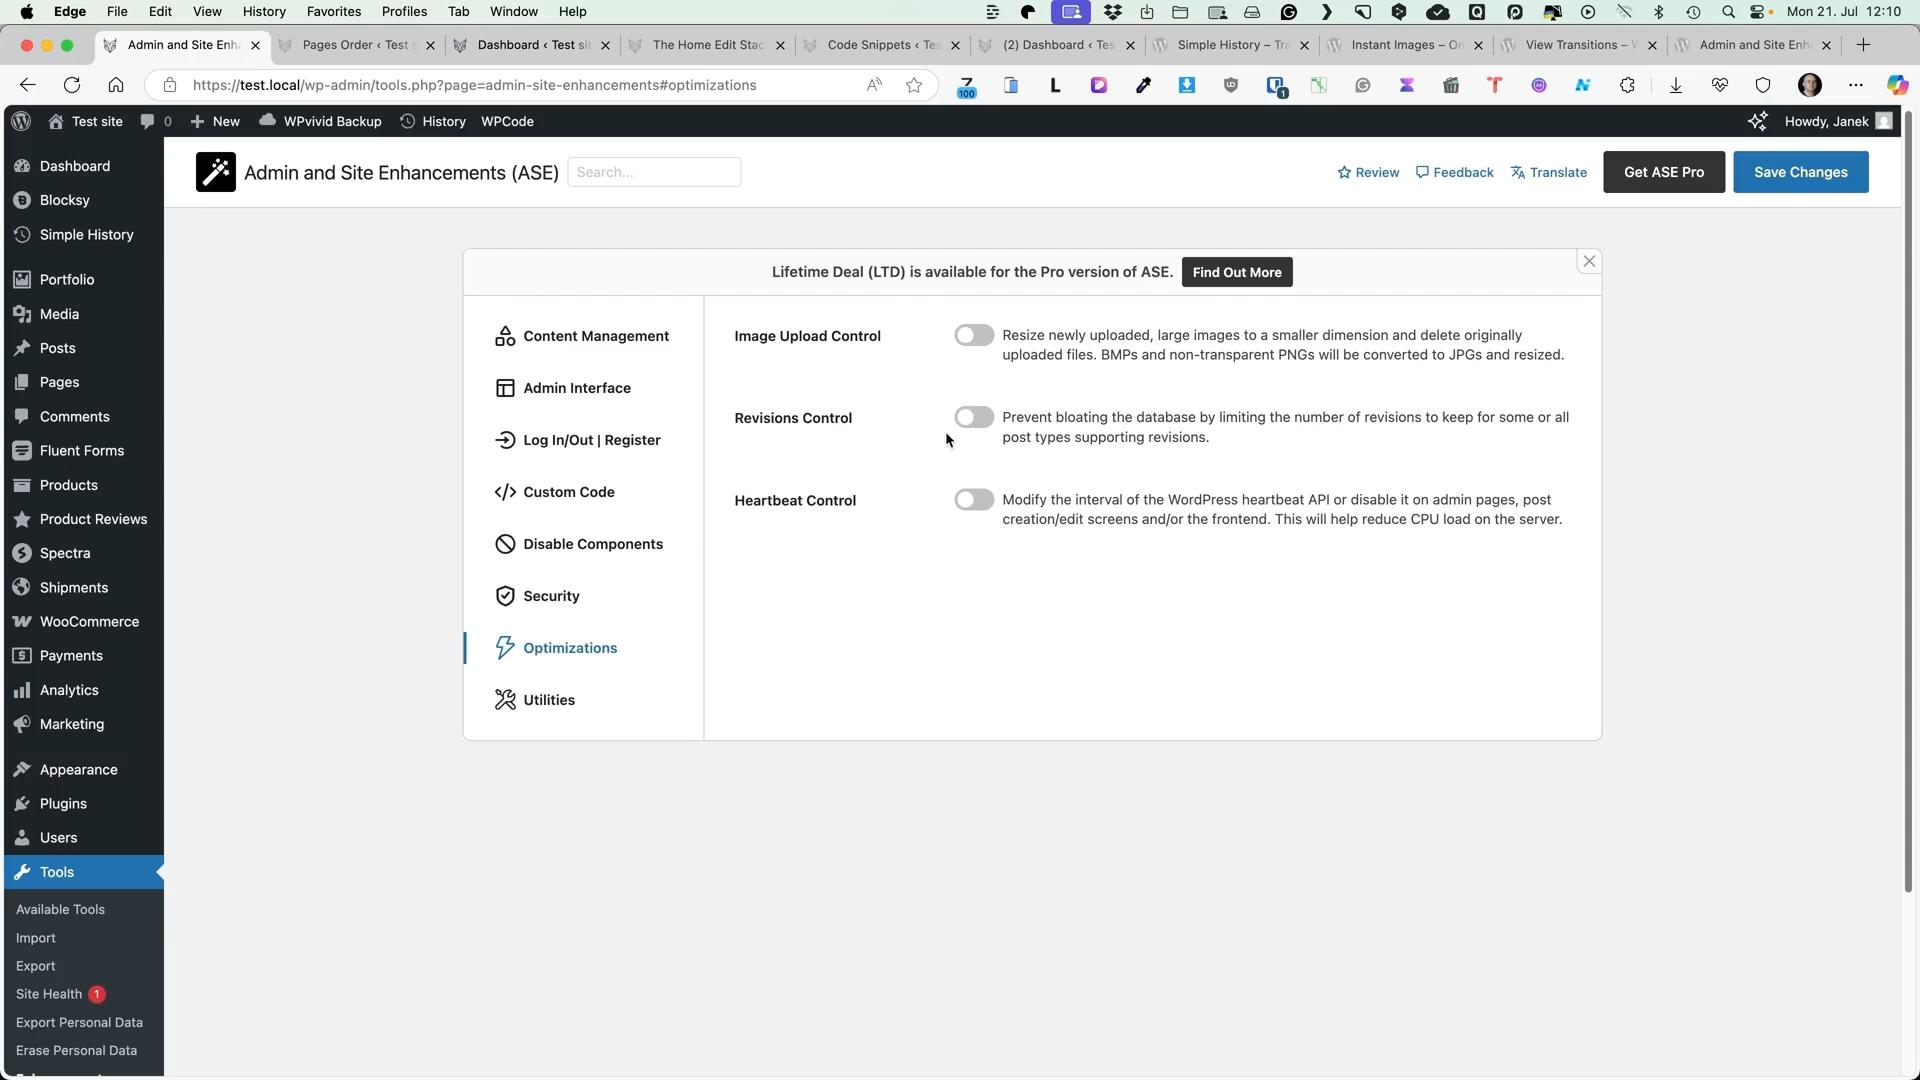 Edge File Edit View History Favorites Profiles Tab Window Help Mon 21. Jul 12:10
Admin and Site Enh Pages Order ‹ Test Dashboard ‹ Test si The Home Edit Stac Code Snippets ‹ Tes (2) Dashboard ‹ Tes Simple History – Tra Instant Images – On View Transitions – Admin and Site Enh
https://test.local/wp-admin/tools.php?page=admin-site-enhancements#optimizations
100
1
Test site 0 New WPvivid Backup History WPCode Howdy, Janek
Dashboard
Blocksy
Simple History
Portfolio
Media
Posts
Pages
Comments
Fluent Forms
Products
Product Reviews
Spectra
Shipments
WooCommerce
Payments
Analytics
Marketing
Appearance
Plugins
Users
Tools
Available Tools
Import
Export
Site Health 1
Export Personal Data
Erase Personal Data
Admin and Site Enhancements (ASE) Search... Review Feedback Translate Get ASE Pro Save Changes
Lifetime Deal (LTD) is available for the Pro version of ASE. Find Out More
Content Management
Admin Interface
Log In/Out | Register
Custom Code
Disable Components
Security
Optimizations
Utilities
Image Upload Control
Resize newly uploaded, large images to a smaller dimension and delete originally
uploaded files. BMPs and non-transparent PNGs will be converted to JPGs and resized.
Revisions Control
Prevent bloating the database by limiting the number of revisions to keep for some or all
post types supporting revisions.
Heartbeat Control
Modify the interval of the WordPress heartbeat API or disable it on admin pages, post
creation/edit screens and/or the frontend. This will help reduce CPU load on the server.